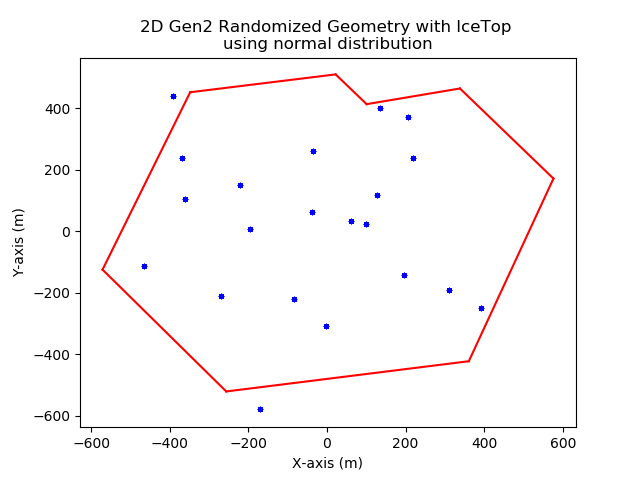 2D Gen2 Randomized Geometry with IceTop
using normal distribution
400
200
0
−200
−400
−600
Y-axis (m)
−600 −400 −200 0 200 400 600
X-axis (m)